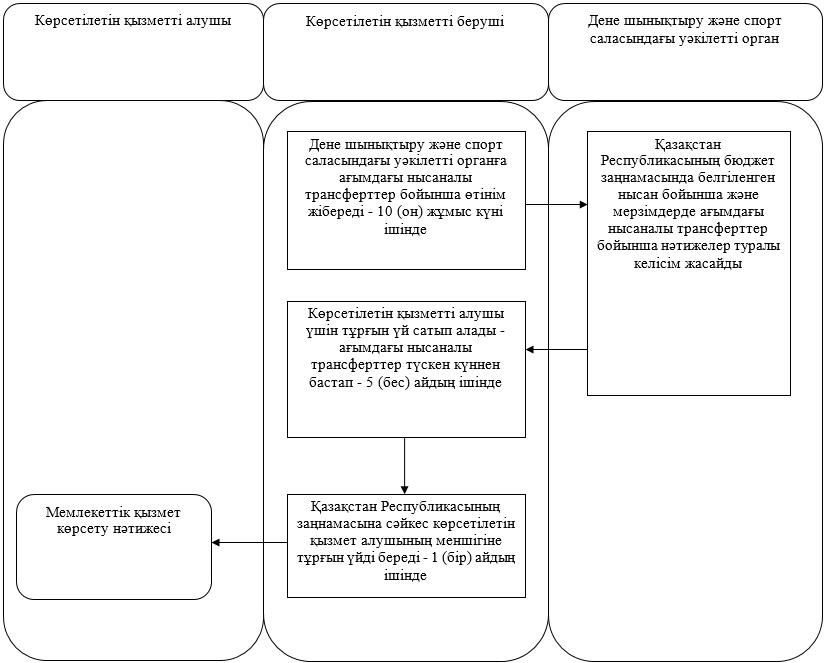 Көрсетілетін қызметті алушы
Көрсетілетін қызметті беруші
Дене шынықтыру және спорт
саласындағы уәкілетті орган
Дене шынықтыру және спорт
саласындағы уәкілетті органға
ағымдағы нысаналы
трансферттер бойынша өтінім
жібереді - 10 (он) жұмыс күні
ішінде
Қазақстан
Республикасының бюджет
заңнамасында белгіленген
нысан бойынша және
мерзімдерде ағымдағы
нысаналы трансферттер
бойынша нәтижелер туралы
келісім жасайды
Көрсетілетін қызметті алушы
үшін тұрғын үй сатып алады -
ағымдағы нысаналы
трансферттер түскен күннен
бастап - 5 (бес) айдың ішінде
Қазақстан Республикасының
заңнамасына сәйкес көрсетілетін
қызмет алушының меншігіне
тұрғын үйді береді - 1 (бір) айдың
ішінде
Мемлекеттік қызмет
көрсету нәтижесі